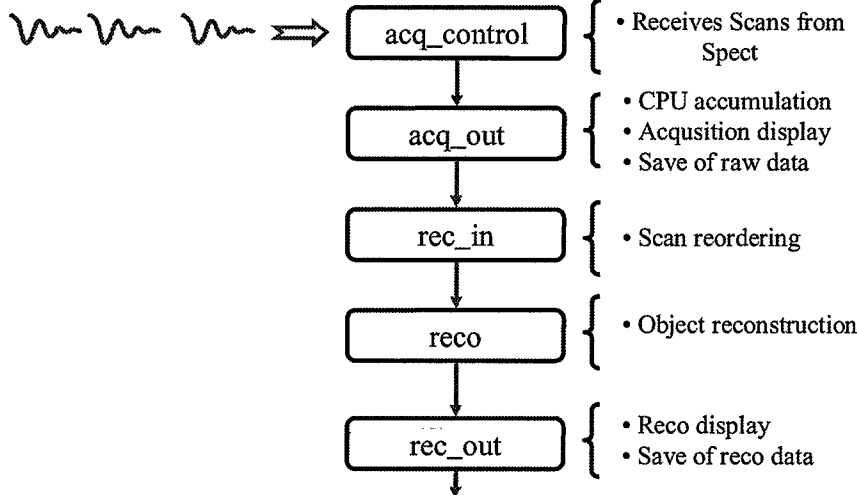 acq_control
• Receives Scans from
Spect
acq_out
• CPU accumulation
• Acqusition display
• Save of raw data
rec_in
• Scan reordering
reco
• Object reconstruction
rec_out
• Reco display
• Save of reco data